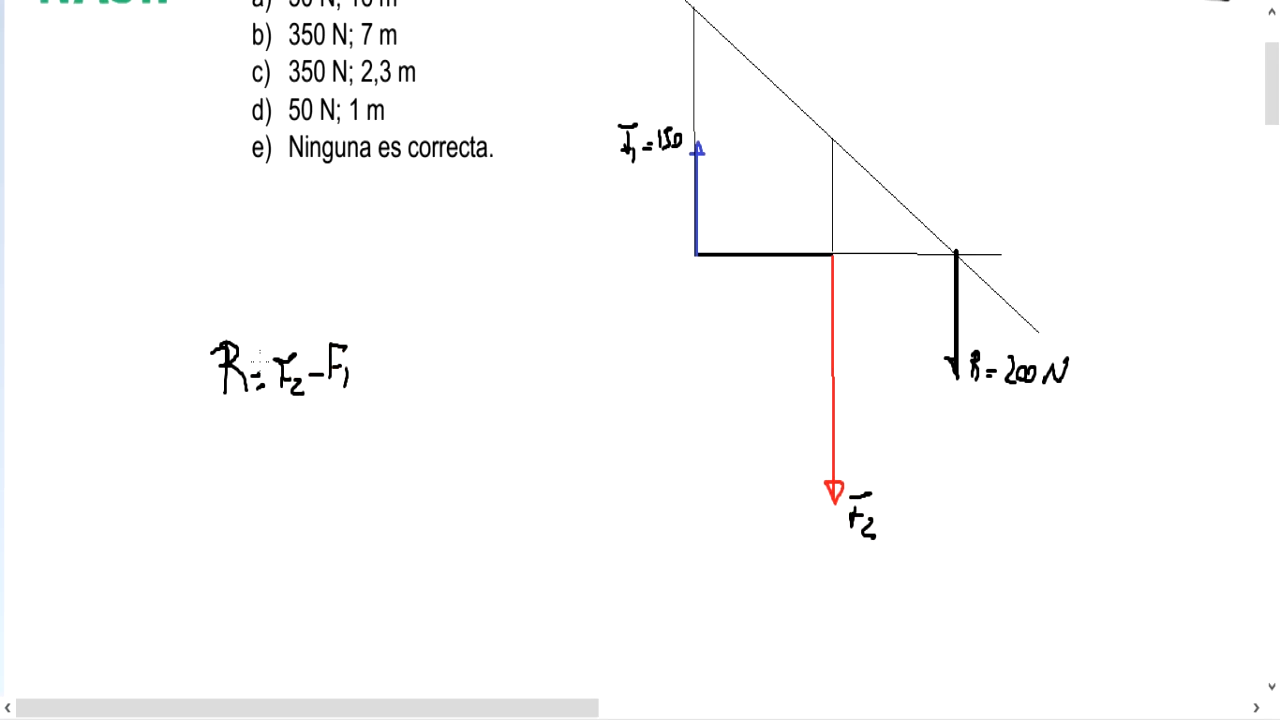 b) 350 N; 7 m
c) 350 N; 2,3 m
d) 50 N; 1 m
e) Ninguna es correcta.
F₁ = 150
R = F₂ - F₁
R = 200 N
F₂